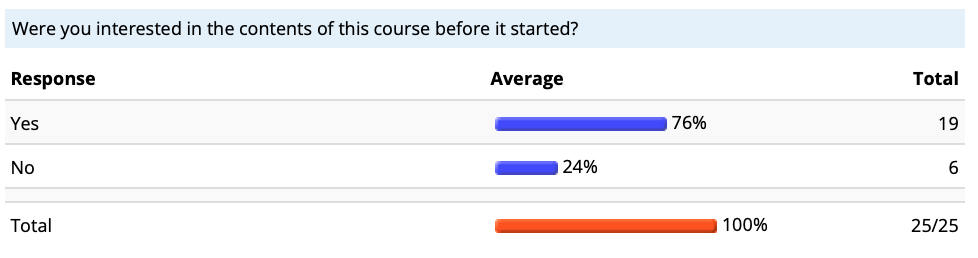 Were you interested in the contents of this course before it started?
Response Average Total
Yes 76% 19
No 24% 6
Total 100% 25/25